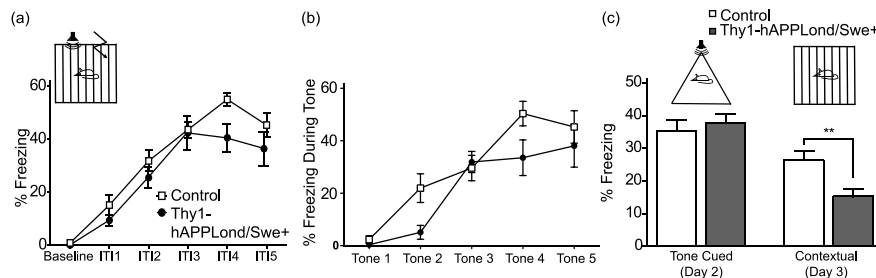 (a)
% Freezing
60
40
20
0
Control
Thy1-
hAPPLond/Swe+
Baseline ITI1 ITI2 ITI3 ITI4 ITI5
(b)
% Freezing During Tone
60
40
20
0
Tone 1 Tone 2 Tone 3 Tone 4 Tone 5
(c)
Control
Thy1-hAPPLond/Swe+
% Freezing
50
40
30
20
10
0
**
Tone Cued Contextual
(Day 2) (Day 3)